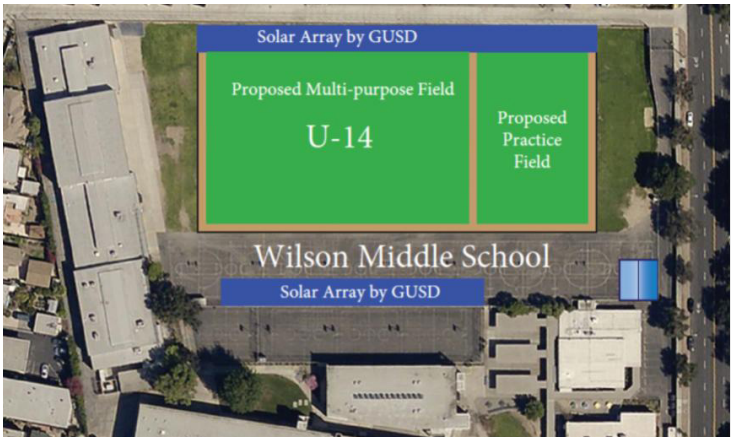 Solar Array by GUSD
Proposed Multi-purpose Field
U-14
Proposed
Practice
Field
Wilson Middle School
Solar Array by GUSD